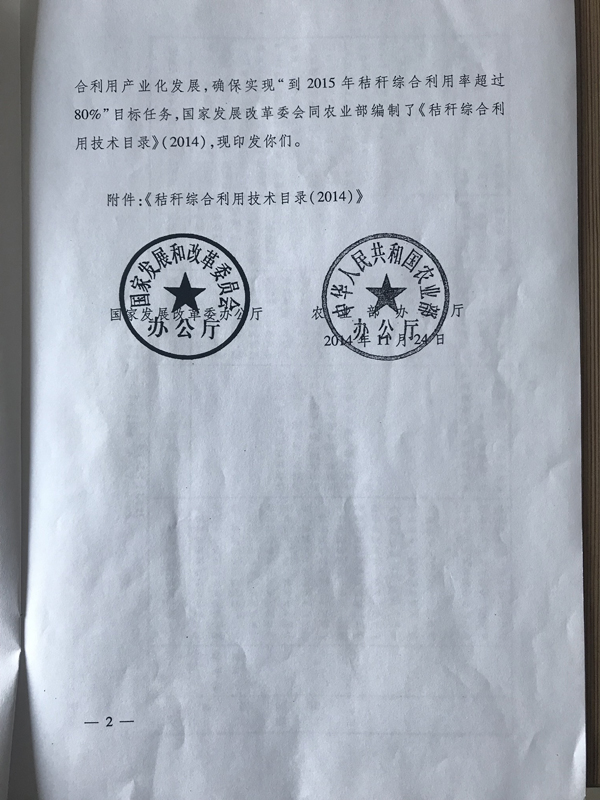 合利用产业化发展，确保实现“到2015年秸秆综合利用率超过
80%”目标任务，国家发展改革委会同农业部编制了《秸秆综合利
用技术目录》(2014)，现印发你们。
附件：《秸秆综合利用技术目录(2014)》
国家发展和改革委员会
办公厅
中华人民共和国农业部
办公厅
国家发展改革委办公厅
农业部办公厅
2014年11月24日
— 2 —